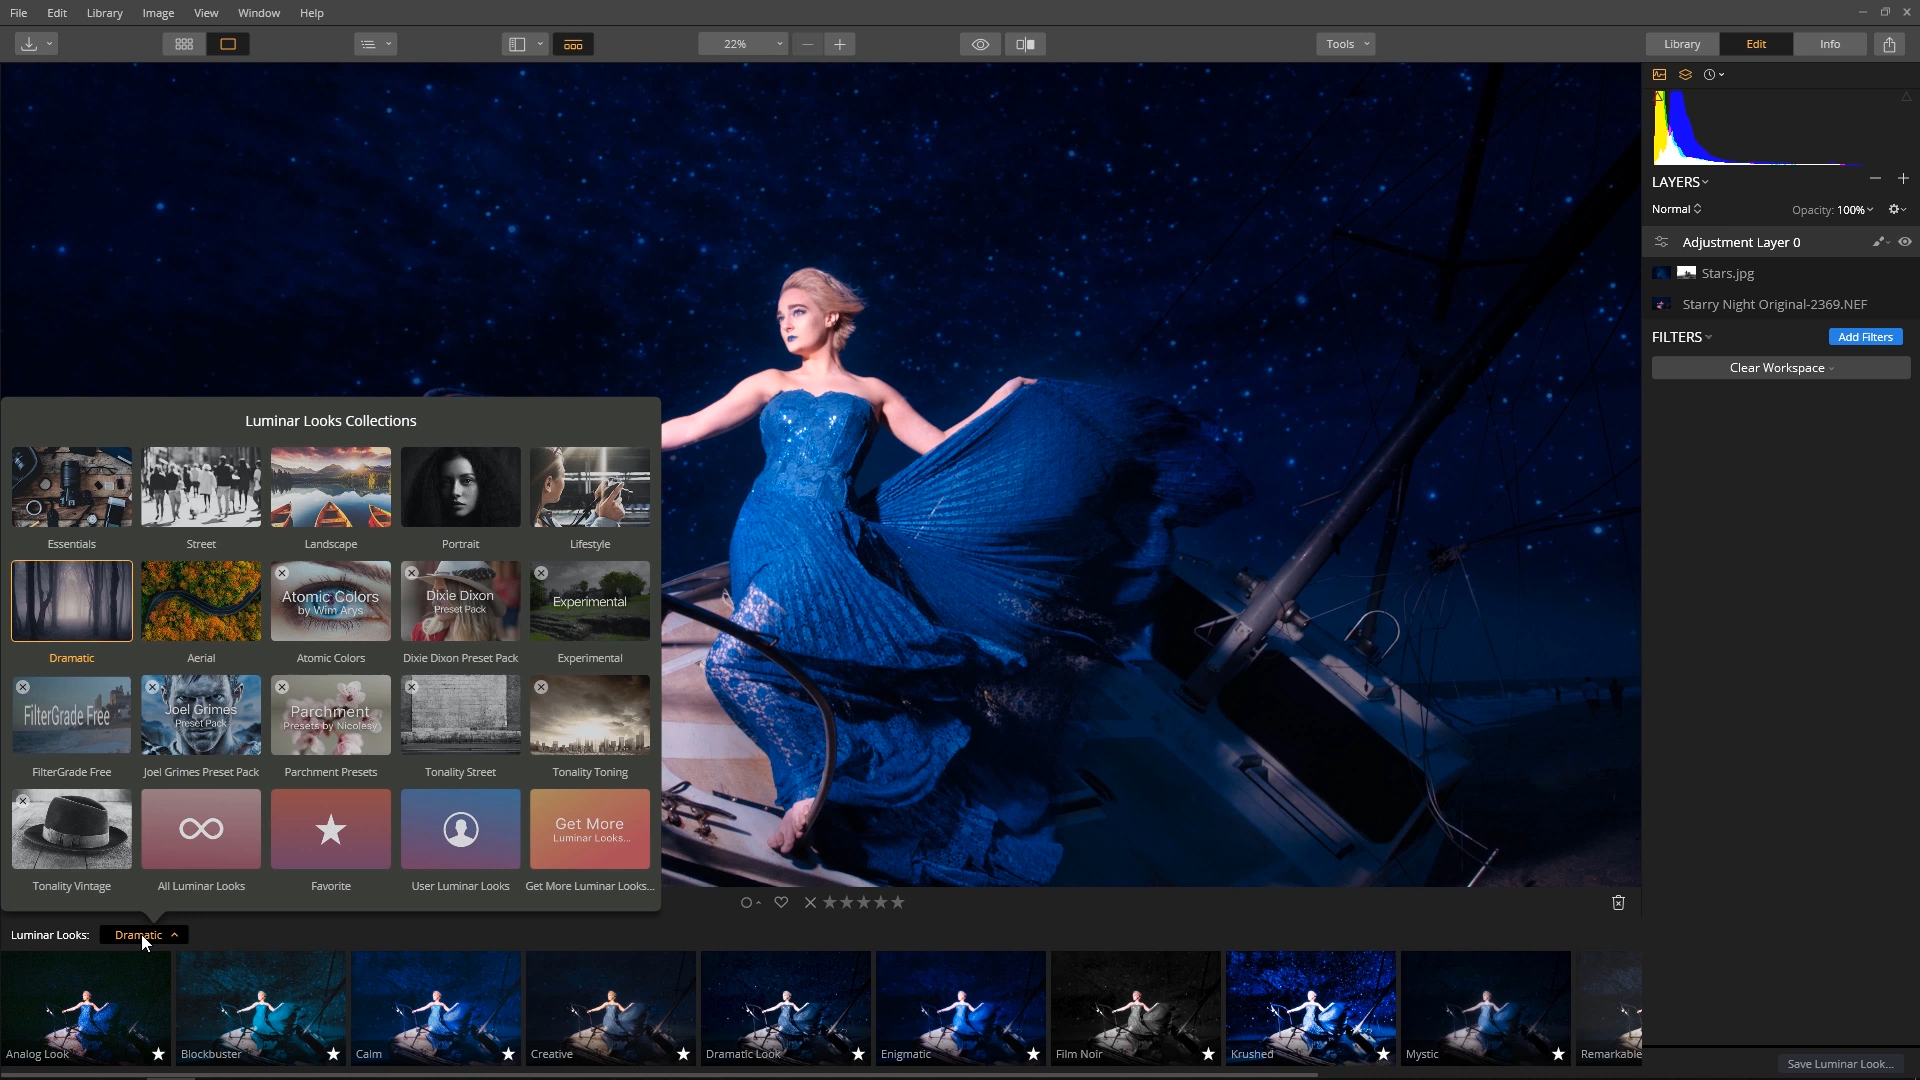 File Edit Library Image View Window Help
22%
Tools
Library Edit Info
LAYERS
Normal
Opacity: 100%
Adjustment Layer 0
Stars.jpg
Starry Night Original-2369.NEF
FILTERS
Add Filters
Clear Workspace
Luminar Looks Collections
Essentials
Street
Landscape
Portrait
Lifestyle
Atomic Colors
by Wim Arys
Dixie Dixon
Preset Pack
Experimental
Dramatic
Aerial
Atomic Colors
Dixie Dixon Preset Pack
Experimental
FilterGrade Free
Joel Grimes
Preset Pack
Parchment
Presets by Nicolesy
FilterGrade Free
Joel Grimes Preset Pack
Parchment Presets
Tonality Street
Tonality Toning
Get More
Luminar Looks...
Tonality Vintage
All Luminar Looks
Favorite
User Luminar Looks
Get More Luminar Looks...
Luminar Looks: Dramatic
Analog Look
Blockbuster
Calm
Creative
Dramatic Look
Enigmatic
Film Noir
Krushed
Mystic
Remarkable
Save Luminar Look...